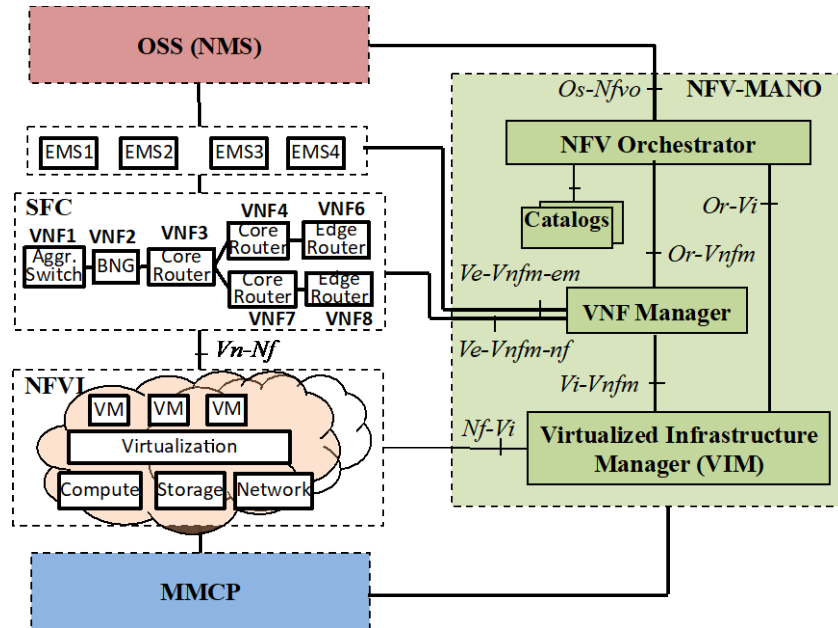 OSS (NMS)
Os-Nfvo
NFV-MANO
NFV Orchestrator
EMS1
EMS2
EMS3
EMS4
Catalogs
Or-Vi
Or-Vnfm
SFC
VNF1
VNF2
VNF3
VNF4
VNF6
Aggr.
Switch
BNG
Core
Router
Core
Router
Edge
Router
Core
Router
Edge
Router
VNF7
VNF8
Ve-Vnfm-em
VNF Manager
Ve-Vnfm-nf
Vn-Nf
Vi-Vnfm
NFVI
VM
VM
VM
Virtualization
Compute
Storage
Network
Nf-Vi
Virtualized Infrastructure
Manager (VIM)
MMCP